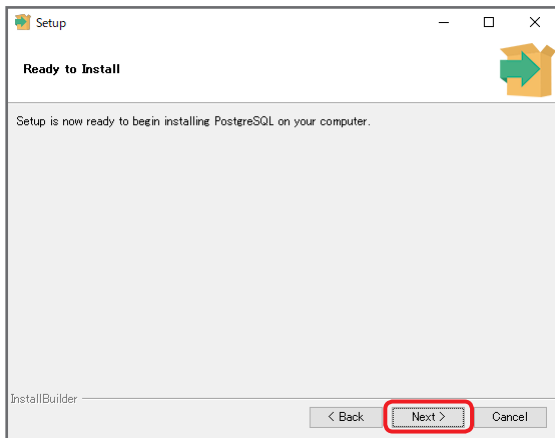 Setup
Ready to Install
Setup is now ready to begin installing PostgreSQL on your computer.
InstallBuilder
< Back Next > Cancel